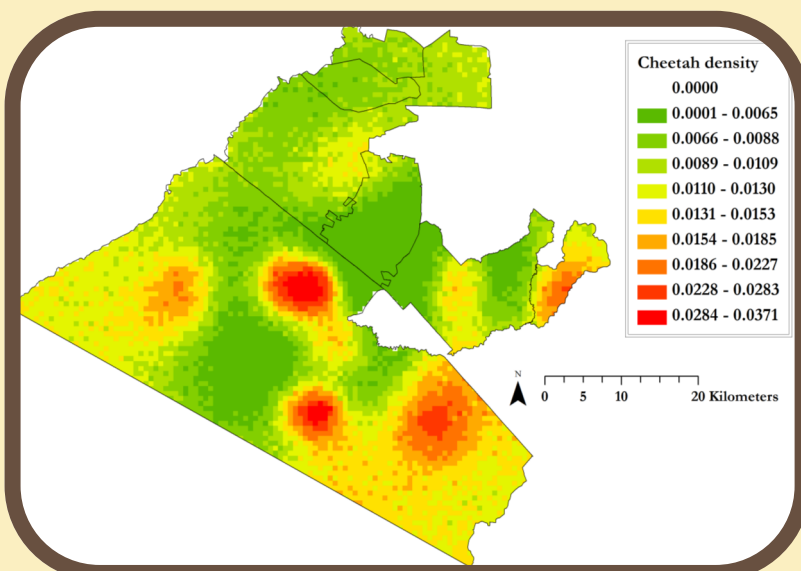 Cheetah density
0.0000
0.0001 - 0.0065
0.0066 - 0.0088
0.0089 - 0.0109
0.0110 - 0.0130
0.0131 - 0.0153
0.0154 - 0.0185
0.0186 - 0.0227
0.0228 - 0.0283
0.0284 - 0.0371
N
0 5 10 20 Kilometers